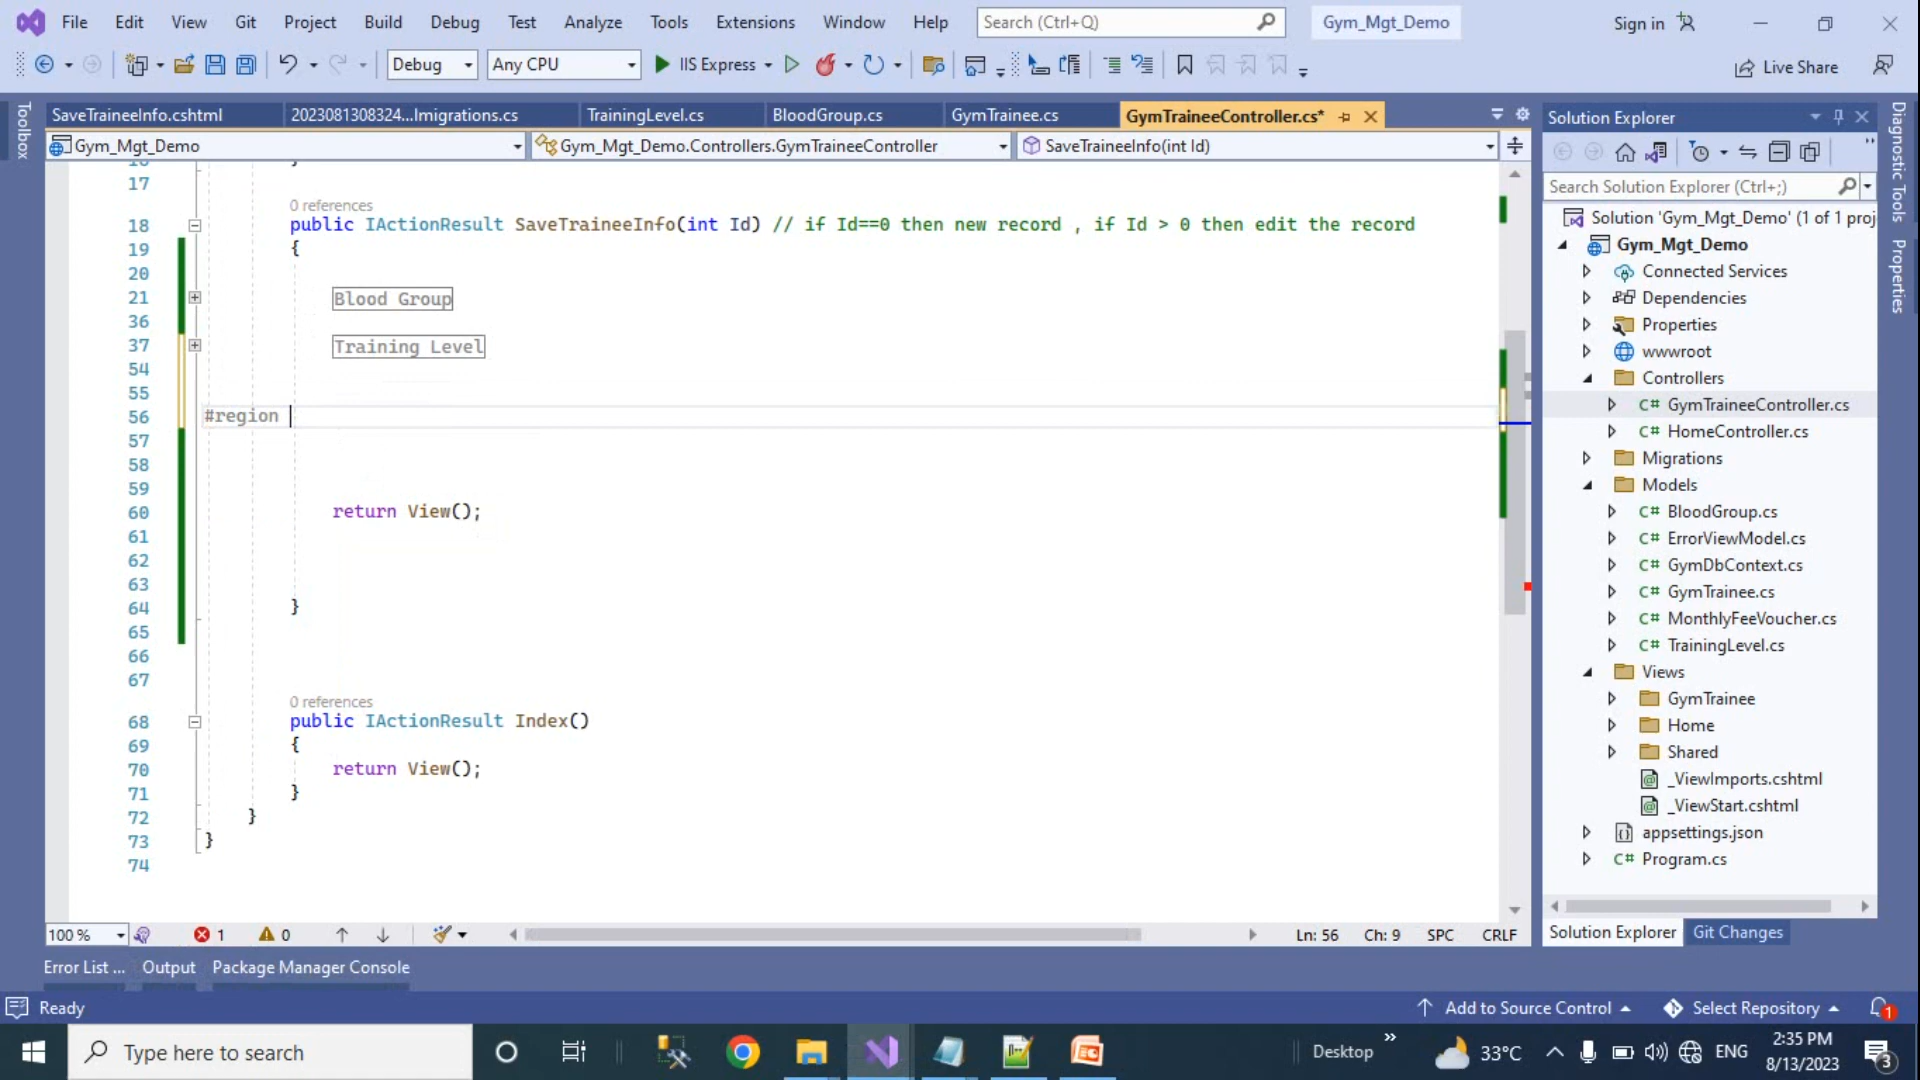 File Edit View Git Project Build Debug Test Analyze Tools Extensions Window Help Search (Ctrl+Q) Gym_Mgt_Demo Sign in
Debug Any CPU IIS Express Live Share
SaveTraineeInfo.cshtml 2023081308324...lmigrations.cs TrainingLevel.cs BloodGroup.cs GymTrainee.cs GymTraineeController.cs*
Gym_Mgt_Demo Gym_Mgt_Demo.Controllers.GymTraineeController SaveTraineeInfo(int Id)
Toolbox
17
0 references
18 public IActionResult SaveTraineeInfo(int Id) // if Id==0 then new record , if Id > 0 then edit the record
19 {
20
21 Blood Group
36
37 Training Level
54
55
56 #region
57
58
59
60 return View();
61
62
63
64 }
65
66
67
0 references
68 public IActionResult Index()
69 {
70 return View();
71 }
72 }
73 }
74
100 % 1 0 Ln: 56 Ch: 9 SPC CRLF
Solution Explorer
Search Solution Explorer (Ctrl+;)
Solution 'Gym_Mgt_Demo' (1 of 1 proj
Gym_Mgt_Demo
Connected Services
Dependencies
Properties
wwwroot
Controllers
C# GymTraineeController.cs
C# HomeController.cs
Migrations
Models
C# BloodGroup.cs
C# ErrorViewModel.cs
C# GymDbContext.cs
C# GymTrainee.cs
C# MonthlyFeeVoucher.cs
C# TrainingLevel.cs
Views
GymTrainee
Home
Shared
_ViewImports.cshtml
_ViewStart.cshtml
appsettings.json
C# Program.cs
Solution Explorer Git Changes
Diagnostic Tools
Properties
Error List ... Output Package Manager Console
Ready Add to Source Control Select Repository 1
Type here to search Desktop 33°C ENG 2:35 PM
8/13/2023 3